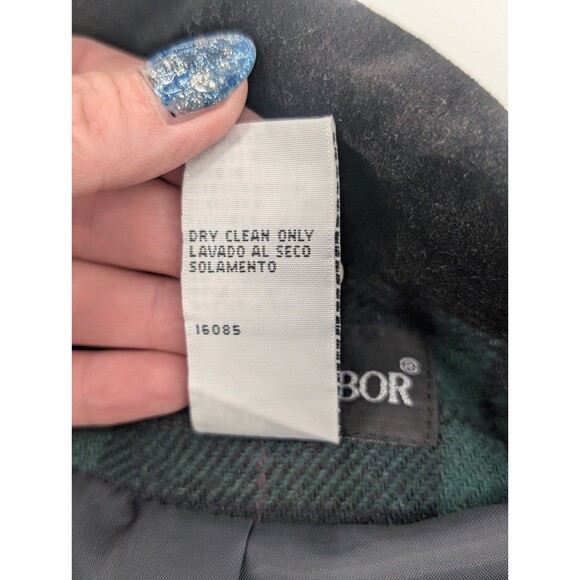 DRY CLEAN ONLY
LAVADO AL SECO
SOLAMENTO
16085
BOR®